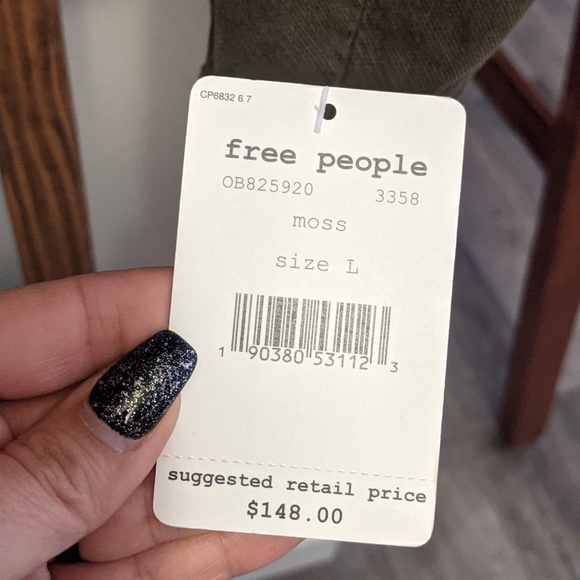 CP6832 6 7
free people
OB825920 3358
moss
size L
1 90380 53112 3
suggested retail price
$148.00